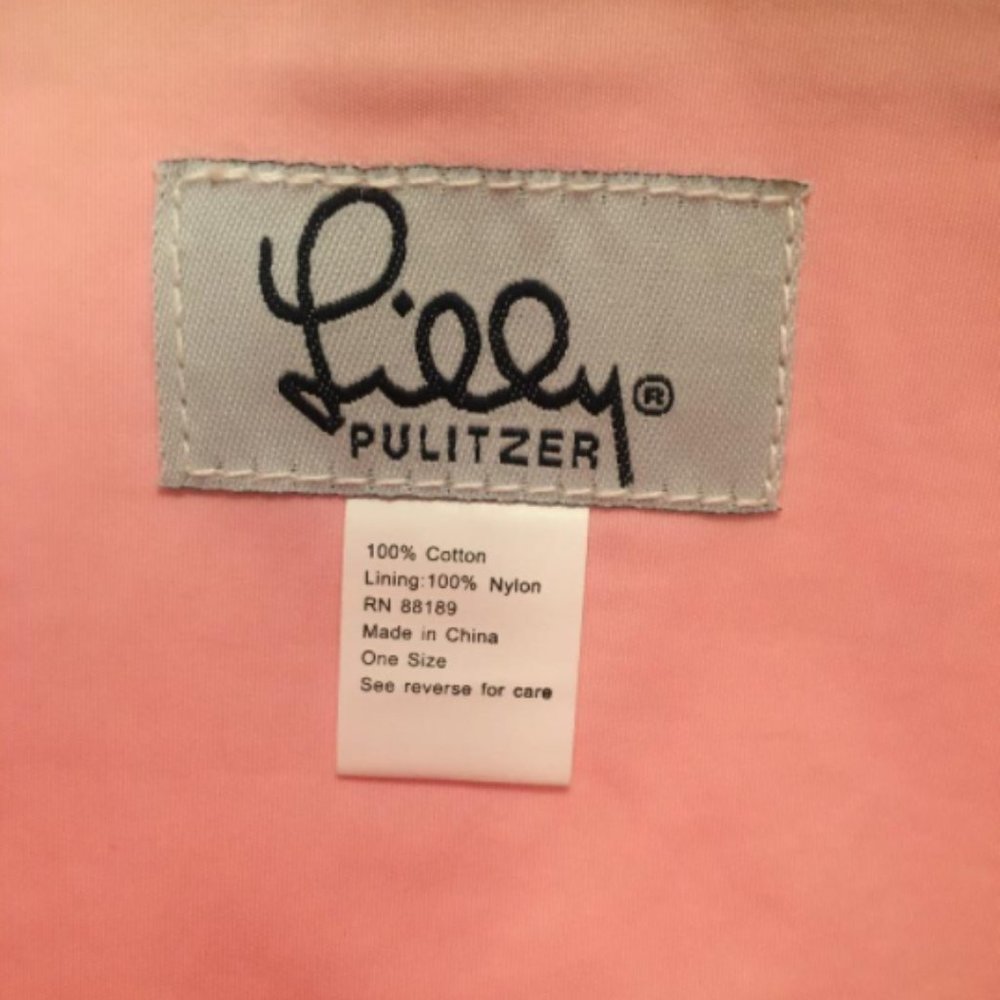 Lilly®
PULITZER
100% Cotton
Lining:100% Nylon
RN 88189
Made in China
One Size
See reverse for care